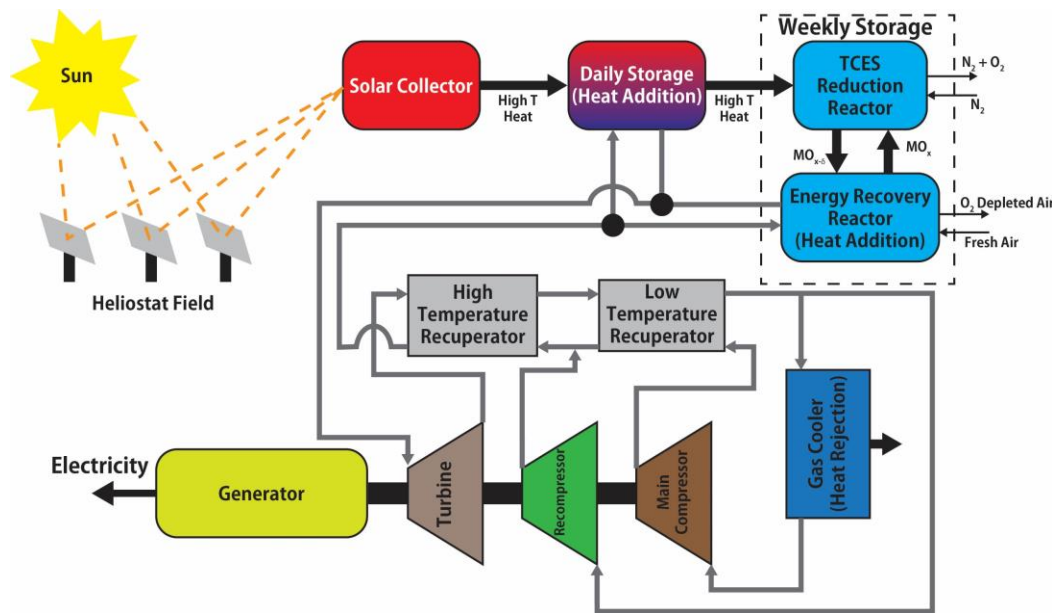 Weekly Storage
Sun
Solar Collector
High T
Heat
Daily Storage
(Heat Addition)
High T
Heat
TCES
Reduction
Reactor
N₂ + O₂
N₂
MOₓ₋δ
MOₓ
Energy Recovery
Reactor
(Heat Addition)
O₂ Depleted Air
Fresh Air
Heliostat Field
High
Temperature
Recuperator
Low
Temperature
Recuperator
Gas Cooler
(Heat Rejection)
Electricity
Generator
Turbine
Recompressor
Main
Compressor